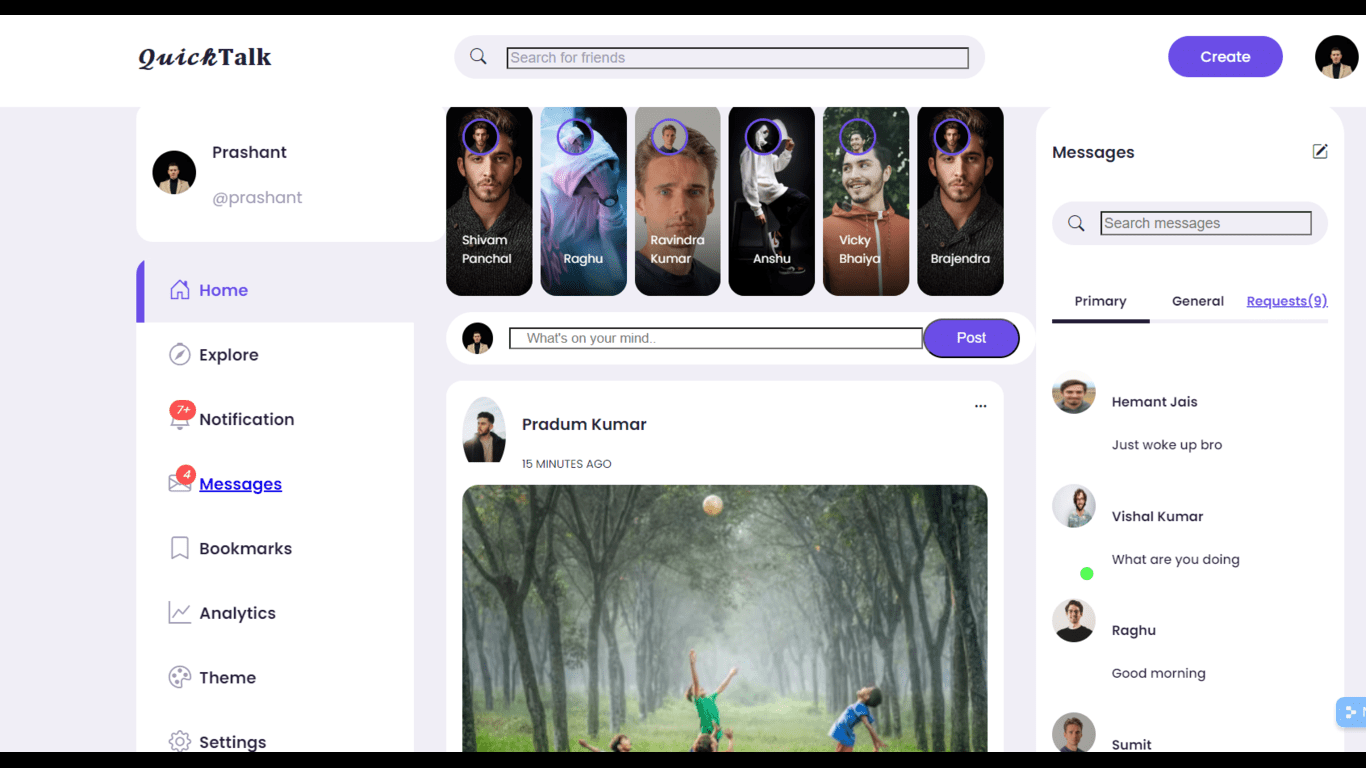 QuickTalk
Search for friends
Create
Prashant
@prashant
Home
Explore
7+
Notification
4
Messages
Bookmarks
Analytics
Theme
Settings
Shivam
Panchal
Raghu
Ravindra
Kumar
Anshu
Vicky
Bhaiya
Brajendra
What's on your mind..
Post
Pradum Kumar
...
15 MINUTES AGO
Messages
Search messages
Primary
General
Requests(9)
Hemant Jais
Just woke up bro
Vishal Kumar
What are you doing
Raghu
Good morning
Sumit